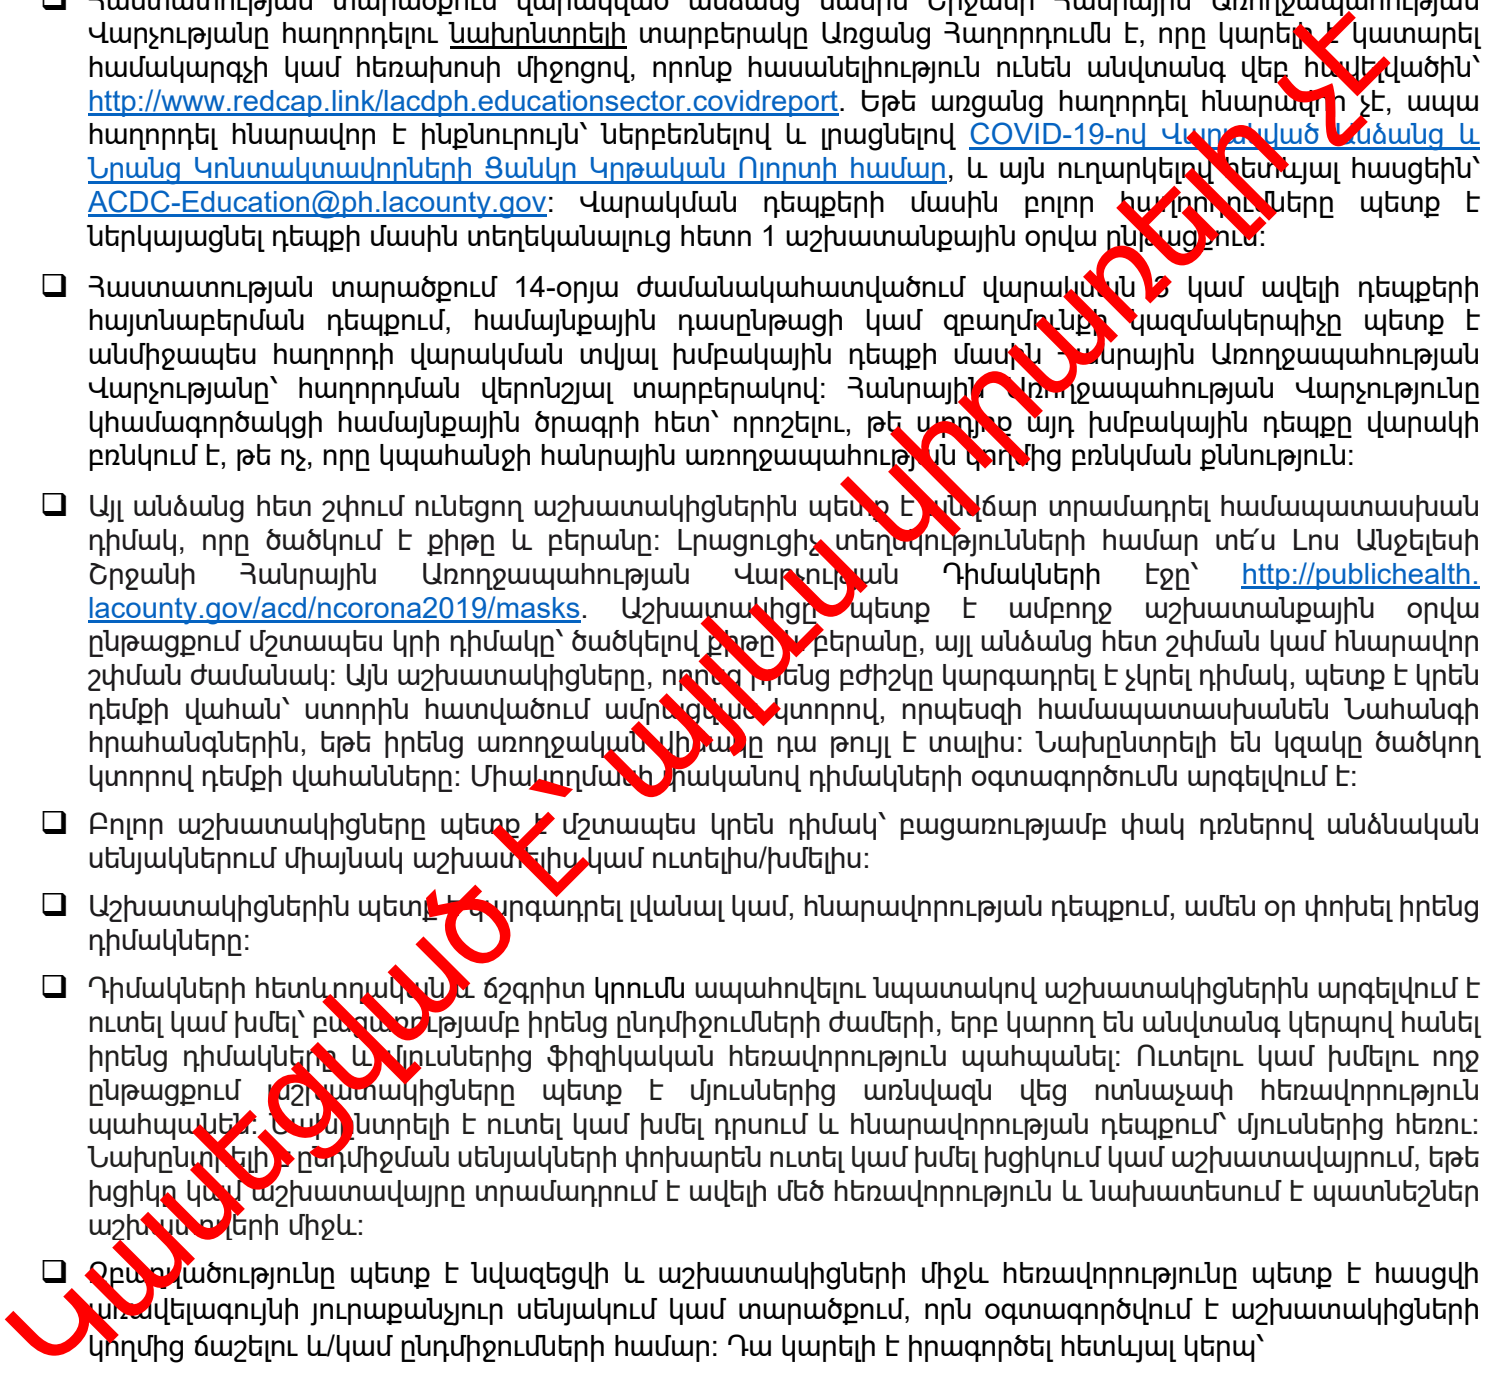 ❑ Հաստատության տարածքում վարակված անձանց մասին Շրջանի Հանրային Առողջապահության
Վարչությանը հաղորդելու նախընտրելի տարբերակը Առցանց Հաղորդումն է, որը կարելի է կատարել
համակարգչի կամ հեռախոսի միջոցով, որոնք հասանելիություն ունեն անվտանգ վեբ հավելվածին՝
http://www.redcap.link/lacdph.educationsector.covidreport. Եթե առցանց հաղորդել հնարավոր չէ, ապա
հաղորդել հնարավոր է ինքնուրույն՝ ներբեռնելով և լրացնելով COVID-19-ով Վարակված Անձանց և
Նրանց Կոնտակտավորների Ցանկը Կրթական Ոլորտի համար, և այն ուղարկելով հետևյալ հասցեին՝
ACDC-Education@ph.lacounty.gov: Վարակման դեպքերի մասին բոլոր հաղորդումները պետք է
ներկայացնել դեպքի մասին տեղեկանալուց հետո 1 աշխատանքային օրվա ընթացքում:
❑ Հաստատության տարածքում 14-օրյա ժամանակահատվածում վարակման 3 կամ ավելի դեպքերի
հայտնաբերման դեպքում, համայնքային դասընթացի կամ զբաղմունքի կազմակերպիչը պետք է
անմիջապես հաղորդի վարակման տվյալ խմբակային դեպքի մասին Հանրային Առողջապահության
Վարչությանը՝ հաղորդման վերոնշյալ տարբերակով: Հանրային Առողջապահության Վարչությունը
կհամագործակցի համայնքային ծրագրի հետ՝ որոշելու, թե արդյոք այդ խմբակային դեպքը վարակի
բռնկում է, թե ոչ, որը կպահանջի հանրային առողջապահության կողմից բռնկման քննություն:
❑ Այլ անձանց հետ շփում ունեցող աշխատակիցներին պետք է անվճար տրամադրել համապատասխան
դիմակ, որը ծածկում է քիթը և բերանը: Լրացուցիչ տեղեկությունների համար տե՛ս Լոս Անջելեսի
Շրջանի Հանրային Առողջապահության Վարչության Դիմակների էջը՝ http://publichealth.
lacounty.gov/acd/ncorona2019/masks. Աշխատակիցը պետք է ամբողջ աշխատանքային օրվա
ընթացքում մշտապես կրի դիմակը՝ ծածկելով քիթը և բերանը, այլ անձանց հետ շփման կամ հնարավոր
շփման ժամանակ: Այն աշխատակիցները, որոնց իրենց բժիշկը կարգադրել է չկրել դիմակ, պետք է կրեն
դեմքի վահան՝ ստորին հատվածում ամրացված կտորով, որպեսզի համապատասխանեն Նահանգի
հրահանգներին, եթե իրենց առողջական վիճակը դա թույլ է տալիս: Նախընտրելի են կզակը ծածկող
կտորով դեմքի վահանները: Միակողմանի փականով դիմակների օգտագործումն արգելվում է:
❑ Բոլոր աշխատակիցները պետք է մշտապես կրեն դիմակ՝ բացառությամբ փակ դռներով անձնական
սենյակներում միայնակ աշխատելիս կամ ուտելիս/խմելիս:
❑ Աշխատակիցներին պետք է կարգադրել լվանալ կամ, հնարավորության դեպքում, ամեն օր փոխել իրենց
դիմակները:
❑ Դիմակների հետևողական և ճշգրիտ կրումն ապահովելու նպատակով աշխատակիցներին արգելվում է
ուտել կամ խմել՝ բացառությամբ իրենց ընդմիջումների ժամերի, երբ կարող են անվտանգ կերպով հանել
իրենց դիմակները և մյուսներից ֆիզիկական հեռավորություն պահպանել: Ուտելու կամ խմելու ողջ
ընթացքում աշխատակիցները պետք է մյուսներից առնվազն վեց ոտնաչափ հեռավորություն
պահպանեն: Նախընտրելի է ուտել կամ խմել դրսում և հնարավորության դեպքում՝ մյուսներից հեռու:
Նախընտրելի է ընդմիջման սենյակների փոխարեն ուտել կամ խմել խցիկում կամ աշխատավայրում, եթե
խցիկը կամ աշխատավայրը տրամադրում է ավելի մեծ հեռավորություն և նախատեսում է պատնեշներ
աշխատողների միջև:
❑ Զբաղվածությունը պետք է նվազեցվի և աշխատակիցների միջև հեռավորությունը պետք է հասցվի
առավելագույնի յուրաքանչյուր սենյակում կամ տարածքում, որն օգտագործվում է աշխատակիցների
կողմից ճաշելու և/կամ ընդմիջումների համար: Դա կարելի է իրագործել հետևյալ կերպ՝
Կասեցված է՝ այլևս կիրառելի չէ